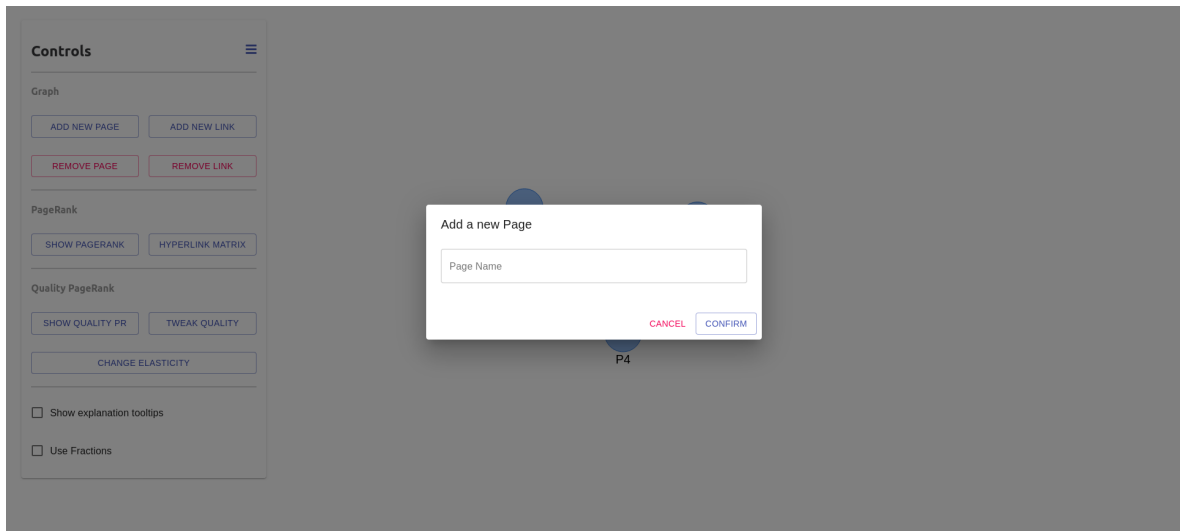 Controls
Graph
ADD NEW PAGE ADD NEW LINK
REMOVE PAGE REMOVE LINK
PageRank
SHOW PAGERANK HYPERLINK MATRIX
Quality PageRank
SHOW QUALITY PR TWEAK QUALITY
CHANGE ELASTICITY
Show explanation tooltips
Use Fractions
Add a new Page
Page Name
CANCEL CONFIRM
P4